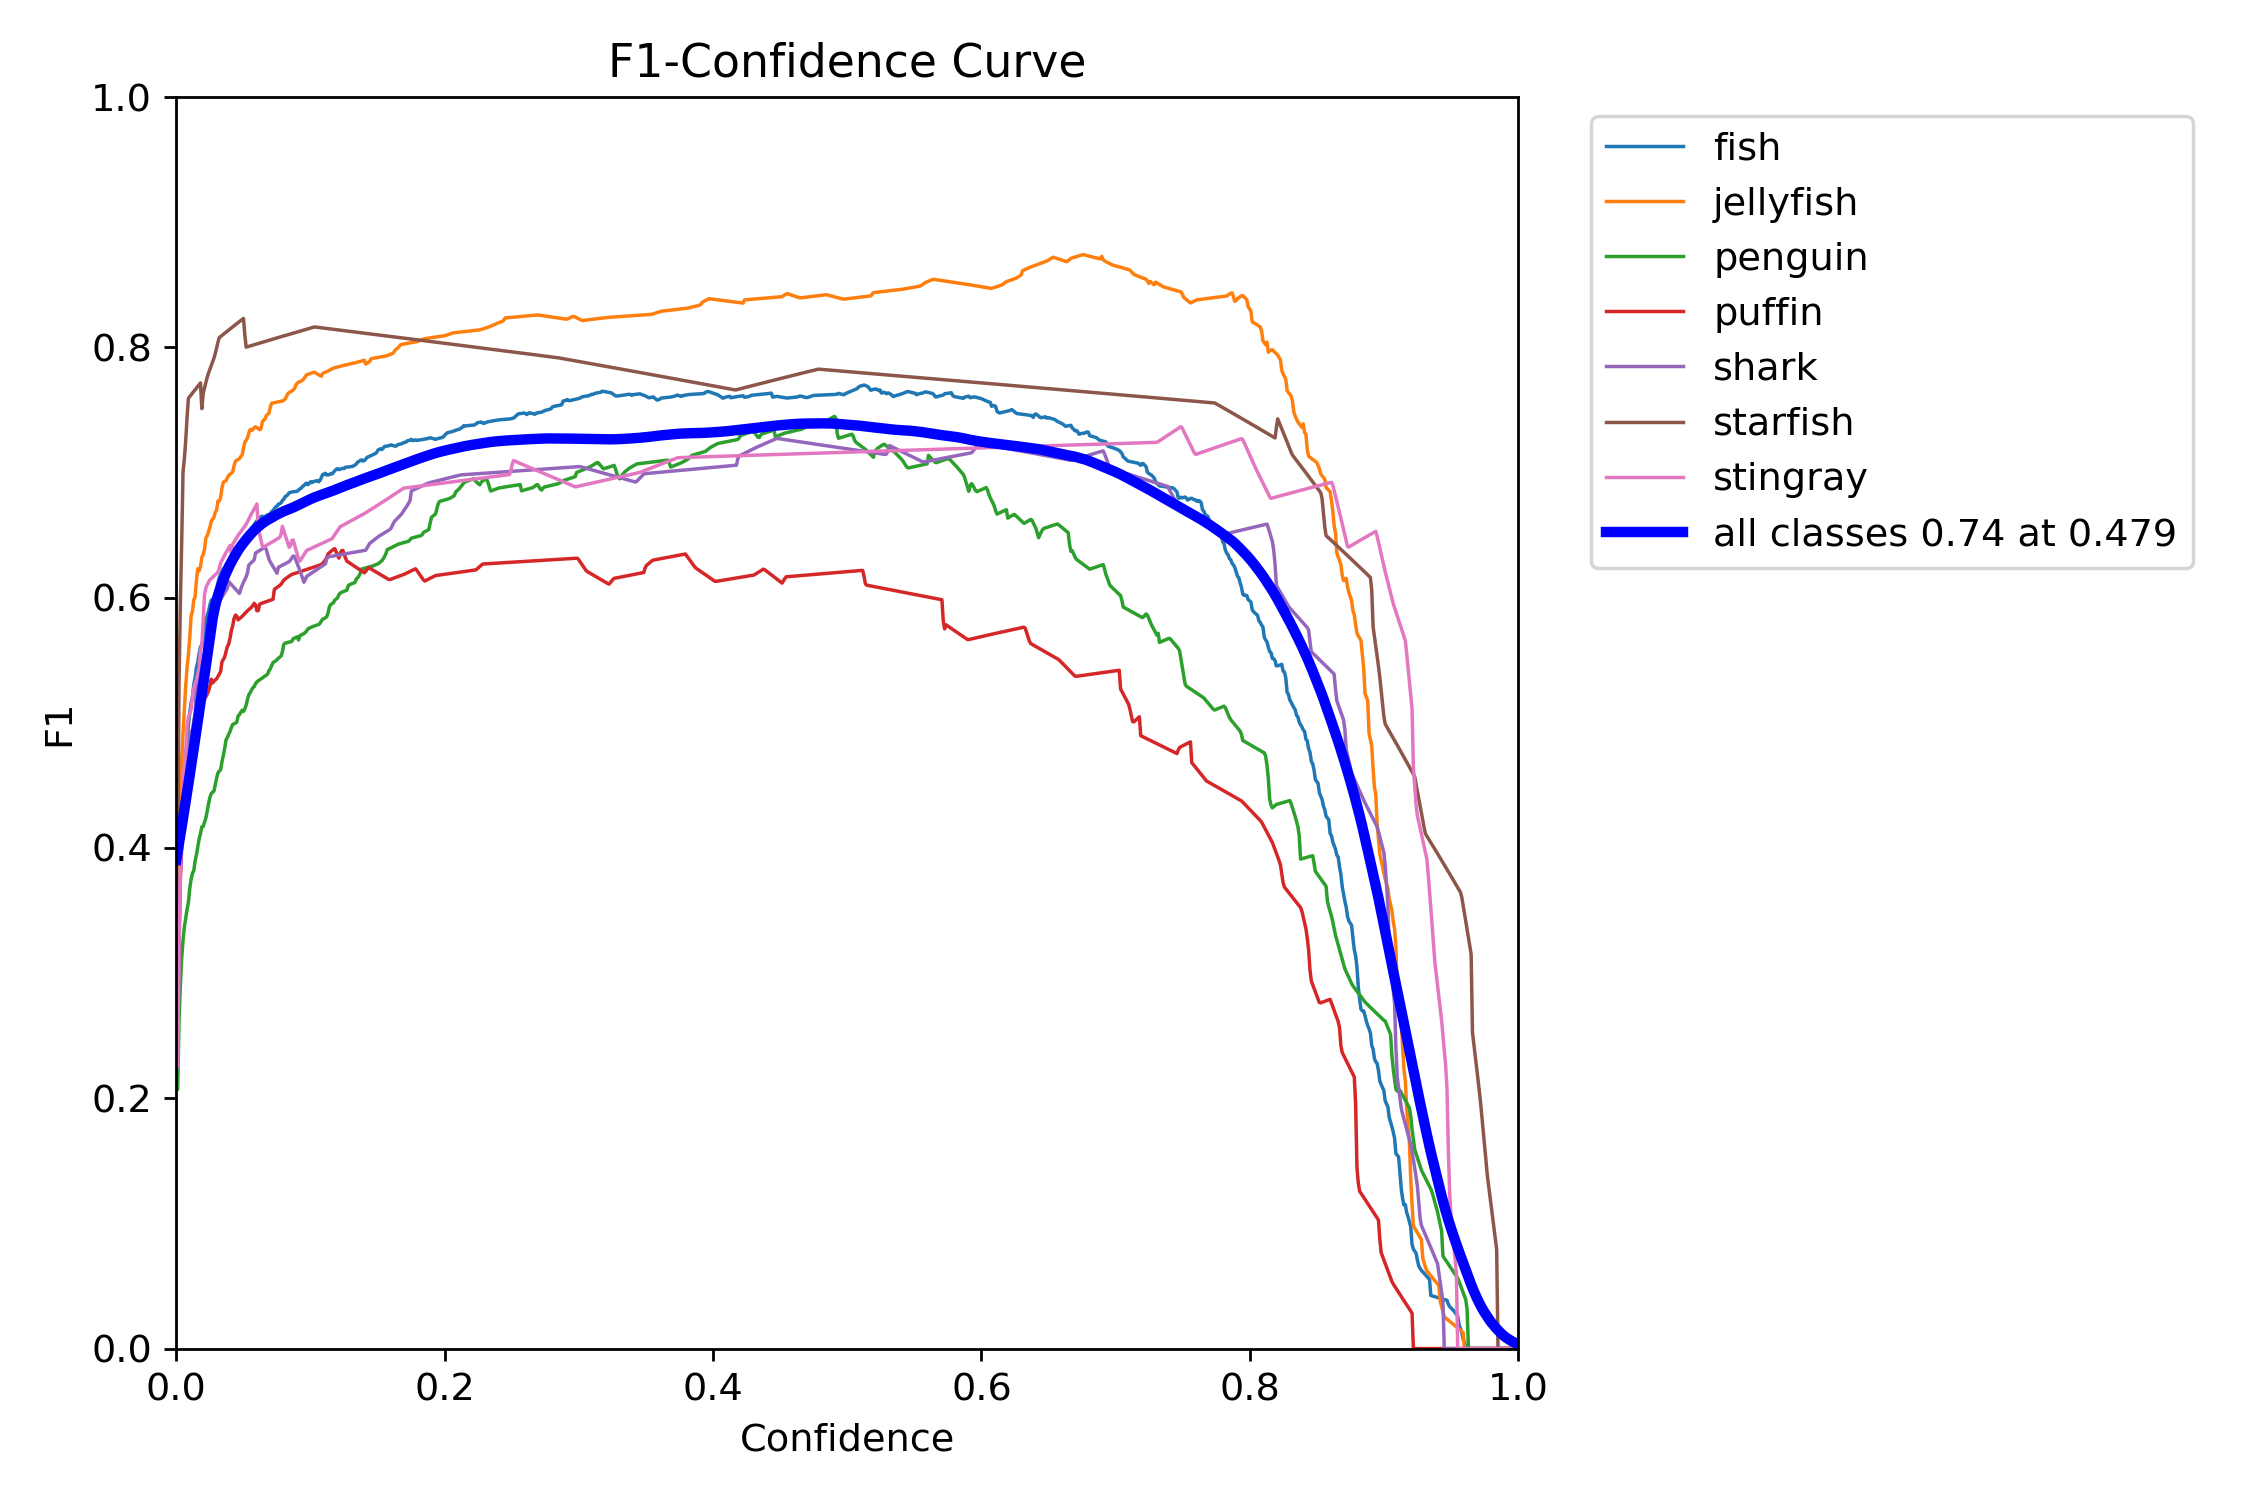 F1-Confidence Curve
1.0
0.8
0.6
0.4
0.2
0.0
F1
0.0 0.2 0.4 0.6 0.8 1.0
Confidence
fish
jellyfish
penguin
puffin
shark
starfish
stingray
all classes 0.74 at 0.479